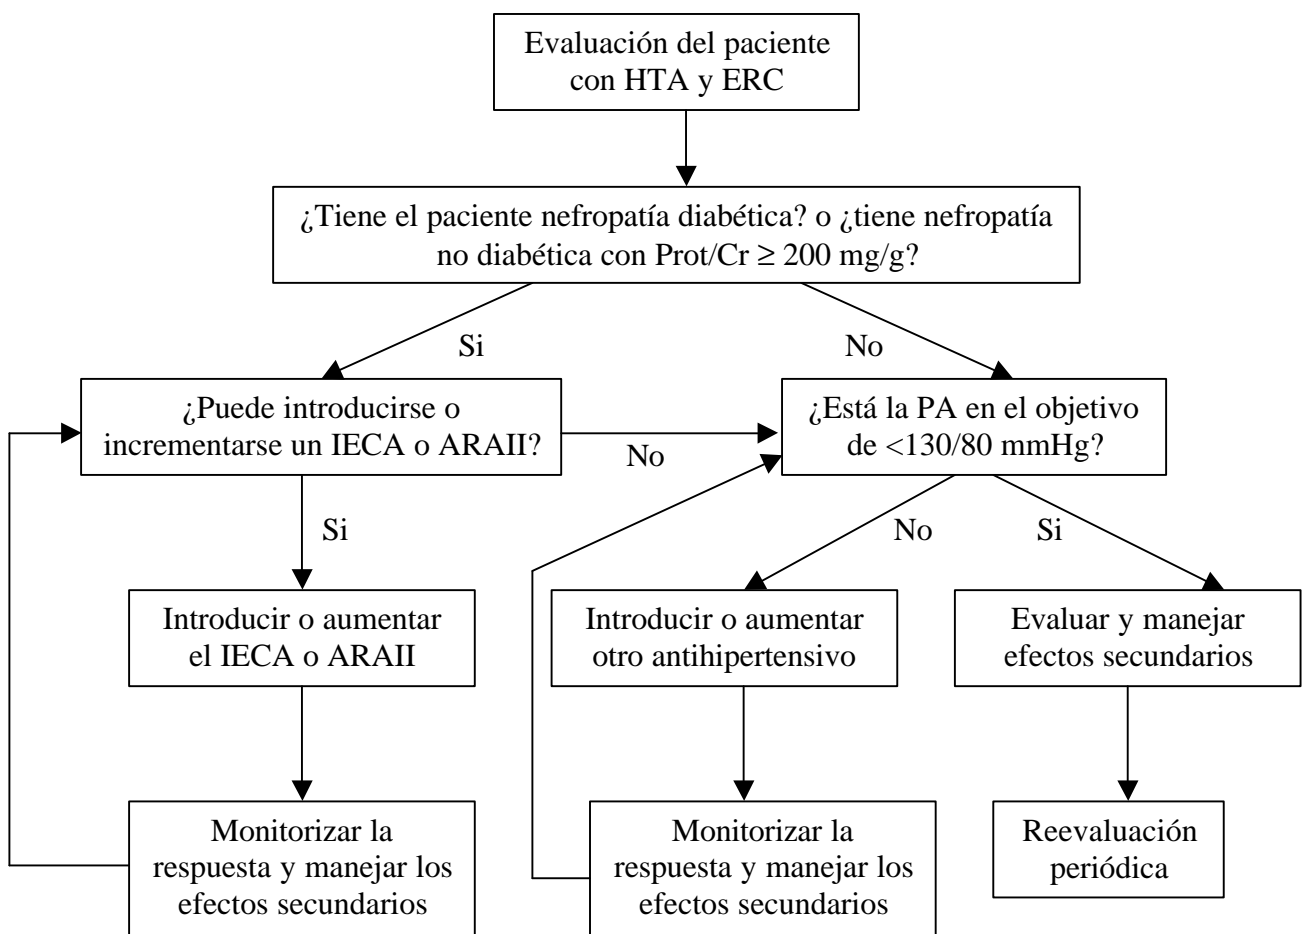 Evaluación del paciente
con HTA y ERC
¿Tiene el paciente nefropatía diabética? o ¿tiene nefropatía
no diabética con Prot/Cr ≥ 200 mg/g?
Si
No
¿Puede introducirse o
incrementarse un IECA o ARAII?
No
¿Está la PA en el objetivo
de <130/80 mmHg?
Si
No
Si
Introducir o aumentar
el IECA o ARAII
Introducir o aumentar
otro antihipertensivo
Evaluar y manejar
efectos secundarios
Monitorizar la
respuesta y manejar los
efectos secundarios
Monitorizar la
respuesta y manejar los
efectos secundarios
Reevaluación
periódica